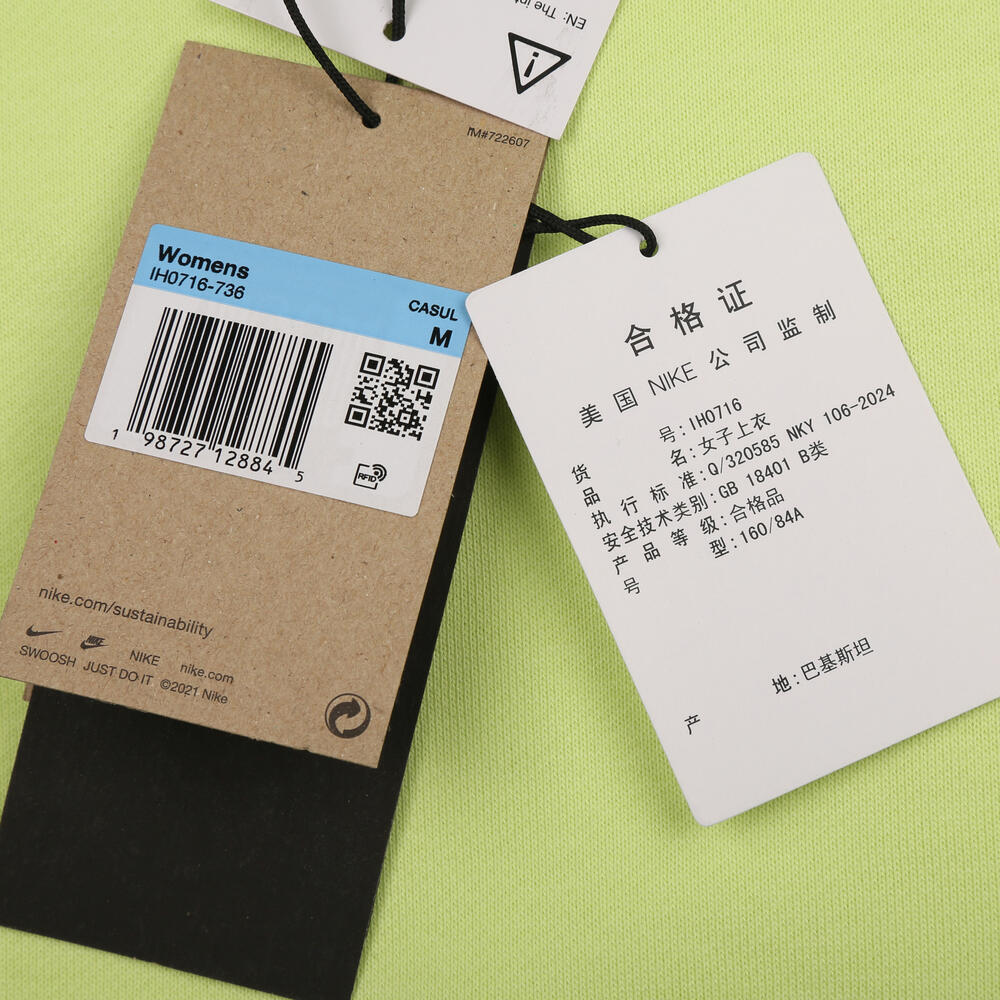 EN: The int
TM#722607
Womens
IH0716-736
CASUL
M
1 98727 12884 5
RFID
nike.com/sustainability
NIKE nike.com
SWOOSH JUST DO IT ©2021 Nike
合格证
美国 NIKE 公司监制
货号:IH0716
品名:女子上衣
执行标准:Q/320585 NKY 106-2024
安全技术类别:GB 18401 B类
产品等级:合格品
号型:160/84A
产地:巴基斯坦